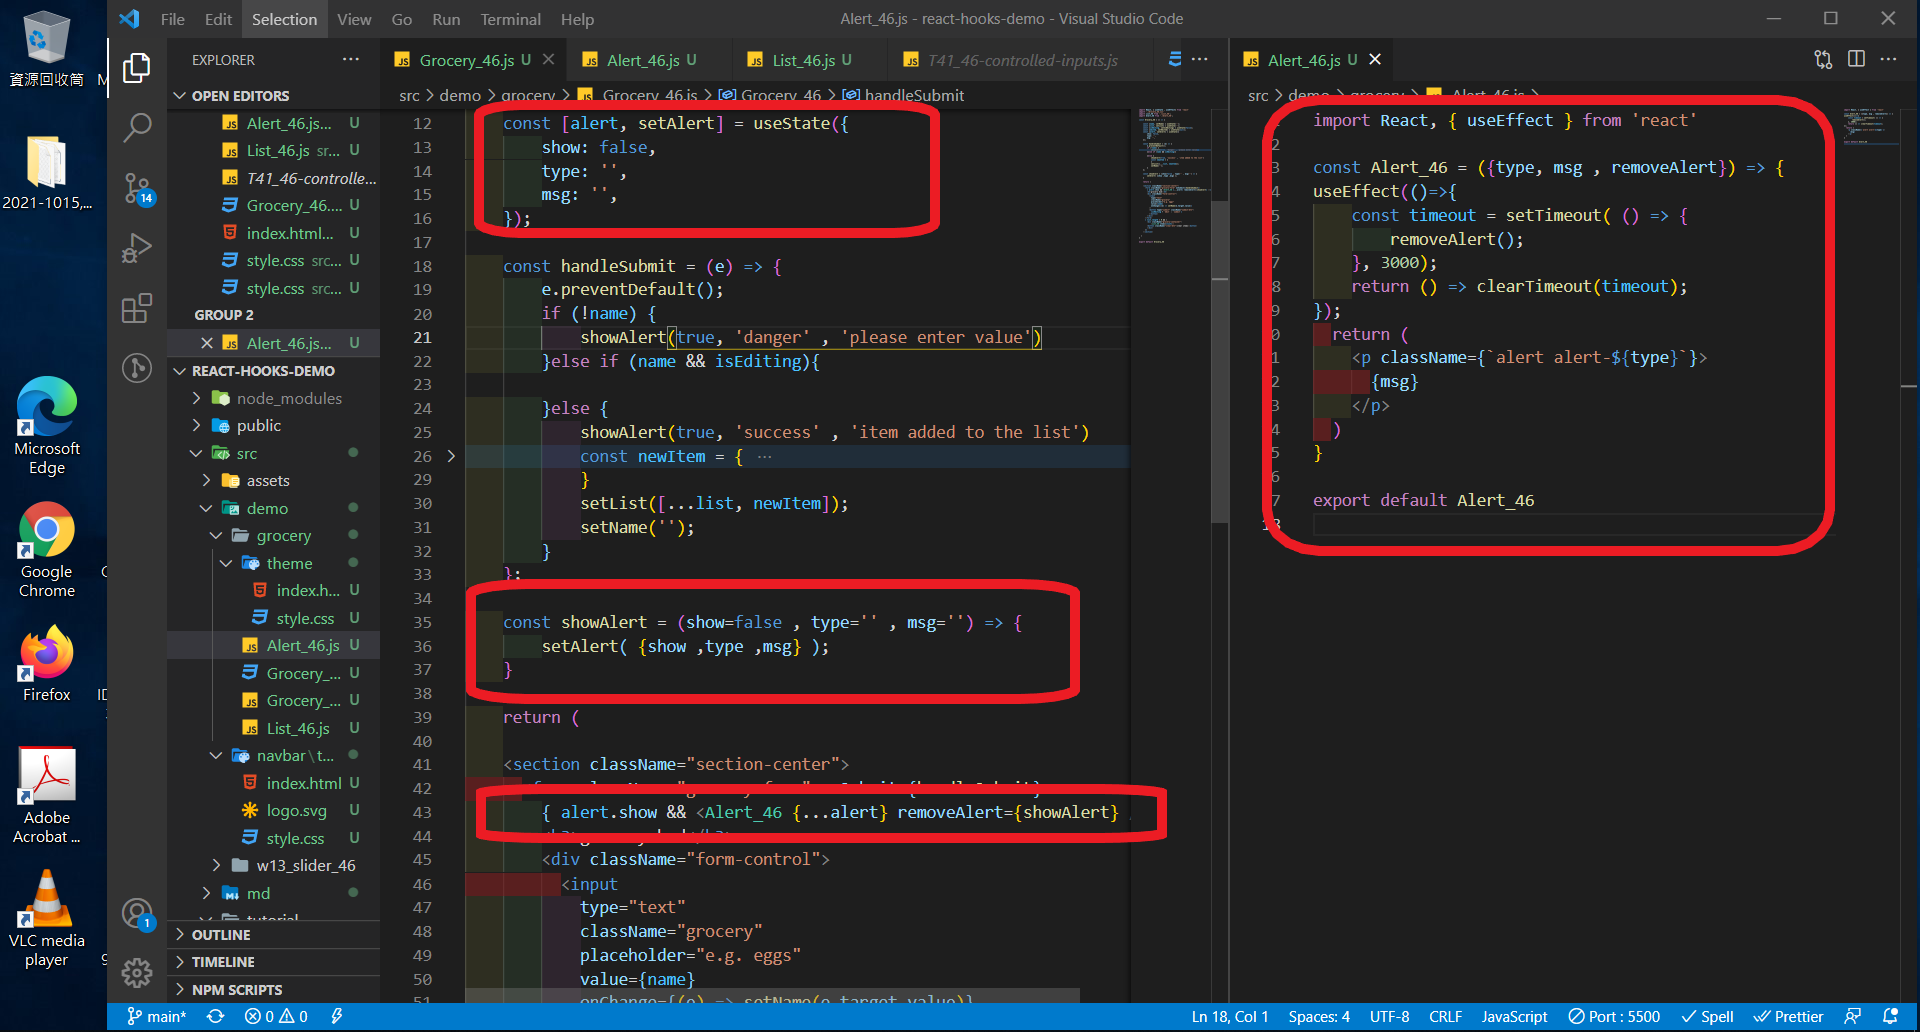 資源回收筒
2021-1015,...
Microsoft
Edge
Google
Chrome
Firefox
Adobe
Acrobat ...
VLC media
player
File Edit Selection View Go Run Terminal Help
Alert_46.js - react-hooks-demo - Visual Studio Code
EXPLORER
OPEN EDITORS
Alert_46.js... U
List_46.js sr... U
T41_46-controlle...
Grocery_46.... U
index.html... U
style.css src... U
style.css src... U
GROUP 2
Alert_46.js... U
REACT-HOOKS-DEMO
node_modules
public
src
assets
demo
grocery
theme
index.h... U
style.css U
Alert_46.js U
Grocery_... U
Grocery_... U
List_46.js U
navbar \ t...
index.html U
logo.svg U
style.css U
w13_slider_46
md
tutorial
OUTLINE
TIMELINE
NPM SCRIPTS
14
1
Grocery_46.js U
Alert_46.js U
List_46.js U
T41_46-controlled-inputs.js
src > demo > grocery > Grocery_46.js > Grocery_46 > handleSubmit
12 const [alert, setAlert] = useState({
13 show: false,
14 type: '',
15 msg: '',
16 });
17
18 const handleSubmit = (e) => {
19 e.preventDefault();
20 if (!name) {
21 showAlert(true, 'danger' , 'please enter value')
22 }else if (name && isEditing){
23
24 }else {
25 showAlert(true, 'success' , 'item added to the list')
26 const newItem = { ...
29 }
30 setList([...list, newItem]);
31 setName('');
32 }
33 };
34
35 const showAlert = (show=false , type='' , msg='') => {
36 setAlert( {show ,type ,msg} );
37 }
38
39 return (
40
41 <section className="section-center">
42
43 { alert.show && <Alert_46 {...alert} removeAlert={showAlert}
44
45 <div className="form-control">
46 <input
47 type="text"
48 className="grocery"
49 placeholder="e.g. eggs"
50 value={name}
51 onChange={(e) => setName(e.target.value)}
Alert_46.js U
src > demo > grocery > Alert_46.js >
import React, { useEffect } from 'react'
2
3 const Alert_46 = ({type, msg , removeAlert}) => {
4 useEffect(()=>{
5 const timeout = setTimeout( () => {
6 removeAlert();
7 }, 3000);
8 return () => clearTimeout(timeout);
9 });
0 return (
1 <p className={`alert alert-${type}`}>
2 {msg}
3 </p>
4 )
5 }
6
7 export default Alert_46
18
main* 0 0
Ln 18, Col 1 Spaces: 4 UTF-8 CRLF JavaScript Port : 5500 Spell Prettier